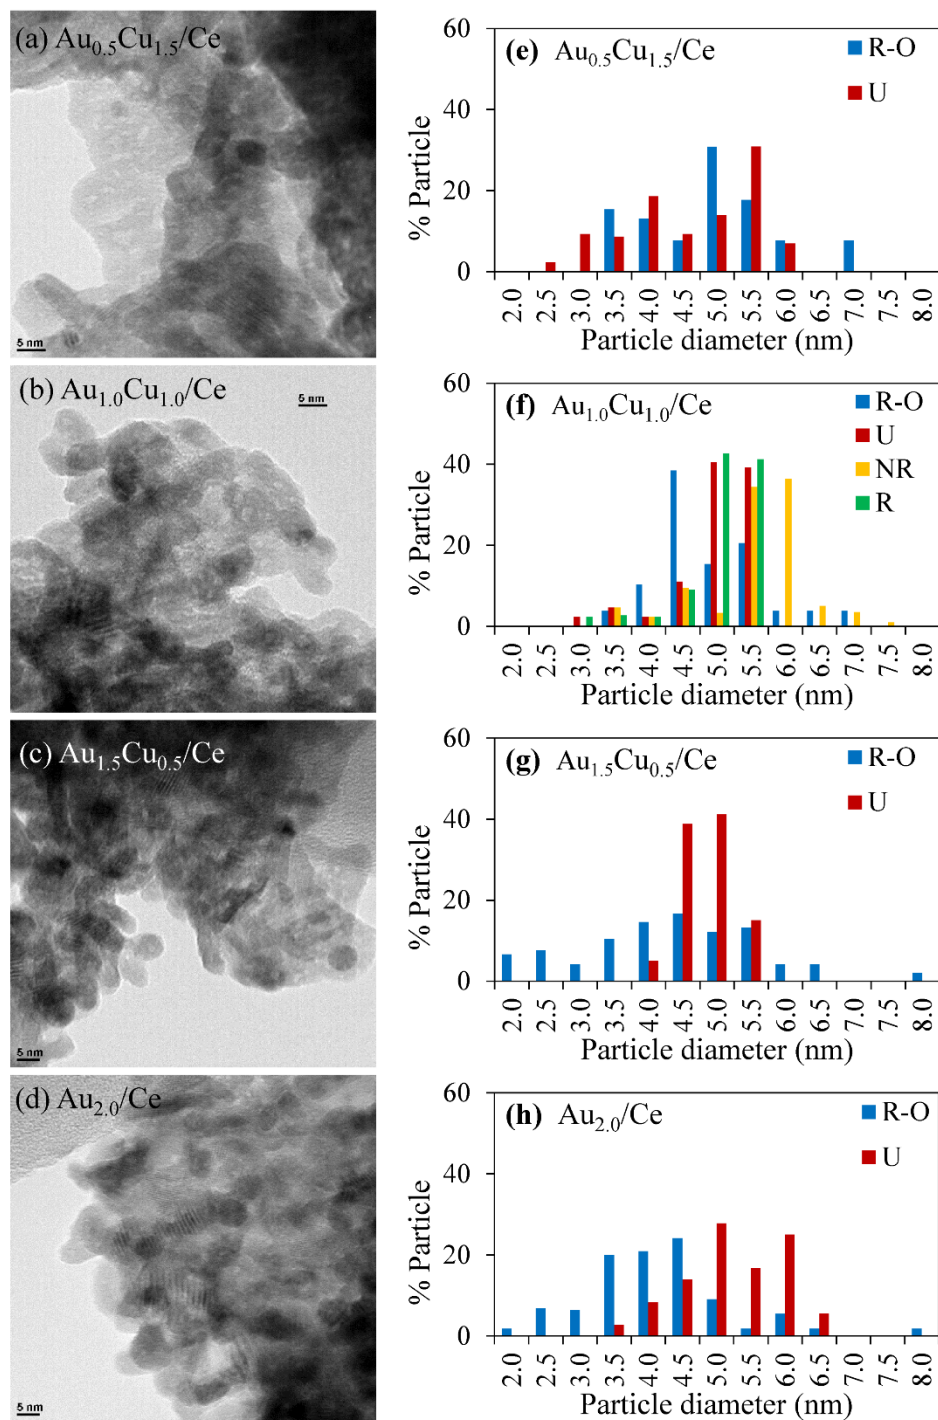 (a) Au0.5Cu1.5/Ce
5 nm
(e) Au0.5Cu1.5/Ce
R-O
U
60
40
20
0
% Particle
2.0 2.5 3.0 3.5 4.0 4.5 5.0 5.5 6.0 6.5 7.0 7.5 8.0
Particle diameter (nm)
(b) Au1.0Cu1.0/Ce
5 nm
(f) Au1.0Cu1.0/Ce
R-O
U
NR
R
60
40
20
0
% Particle
2.0 2.5 3.0 3.5 4.0 4.5 5.0 5.5 6.0 6.5 7.0 7.5 8.0
Particle diameter (nm)
(c) Au1.5Cu0.5/Ce
5 nm
(g) Au1.5Cu0.5/Ce
R-O
U
60
40
20
0
% Particle
2.0 2.5 3.0 3.5 4.0 4.5 5.0 5.5 6.0 6.5 7.0 7.5 8.0
Particle diameter (nm)
(d) Au2.0/Ce
5 nm
(h) Au2.0/Ce
R-O
U
60
40
20
0
% Particle
2.0 2.5 3.0 3.5 4.0 4.5 5.0 5.5 6.0 6.5 7.0 7.5 8.0
Particle diameter (nm)